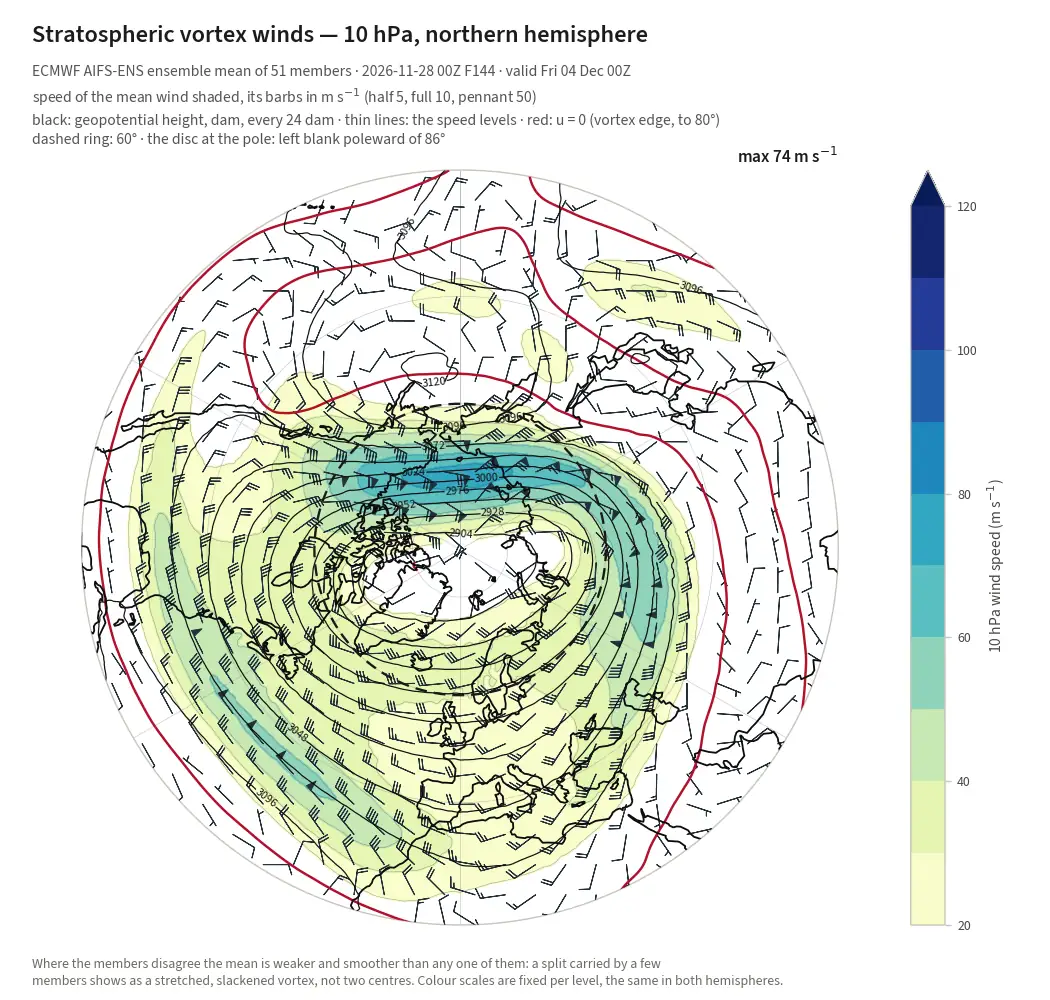 Stratospheric vortex winds — 10 hPa, northern hemisphere
ECMWF AIFS-ENS ensemble mean of 51 members · 2026-11-28 00Z F144 · valid Fri 04 Dec 00Z
speed of the mean wind shaded, its barbs in m s⁻¹ (half 5, full 10, pennant 50)
black: geopotential height, dam, every 24 dam · thin lines: the speed levels · red: u = 0 (vortex edge, to 80°)
dashed ring: 60° · the disc at the pole: left blank poleward of 86°
max 74 m s⁻¹
120
100
80
60
40
20
10 hPa wind speed (m s⁻¹)
3096
3096
3120
3000
2976
2928
2904
3048
3096
Where the members disagree the mean is weaker and smoother than any one of them: a split carried by a few
members shows as a stretched, slackened vortex, not two centres. Colour scales are fixed per level, the same in both hemispheres.